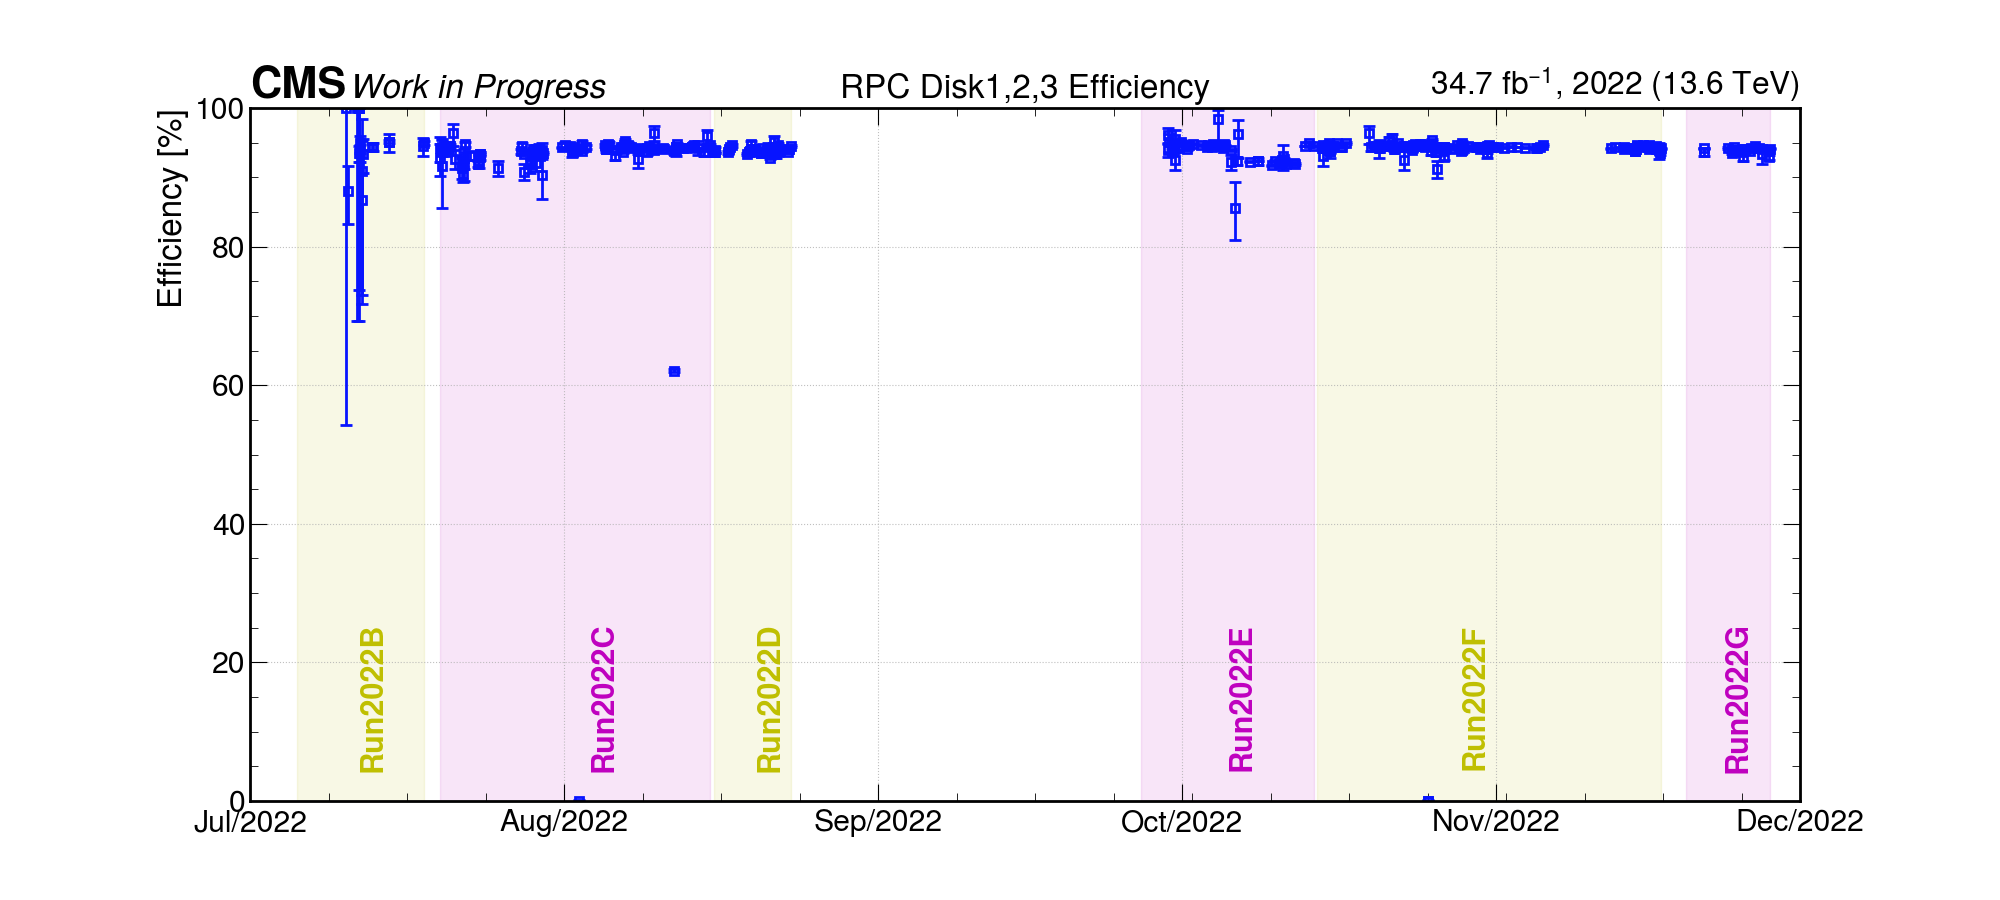 CMS Work in Progress
RPC Disk1,2,3 Efficiency
34.7 fb⁻¹, 2022 (13.6 TeV)
Efficiency [%]
100
80
60
40
20
0
Run2022B
Run2022C
Run2022D
Run2022E
Run2022F
Run2022G
Jul/2022
Aug/2022
Sep/2022
Oct/2022
Nov/2022
Dec/2022